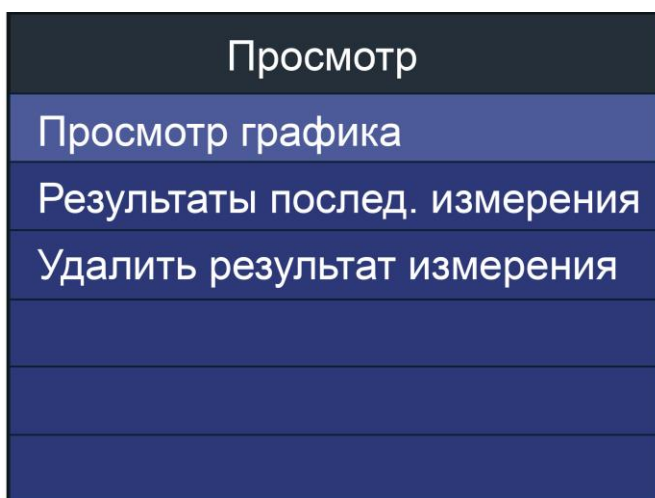 Просмотр
Просмотр графика
Результаты послед. измерения
Удалить результат измерения